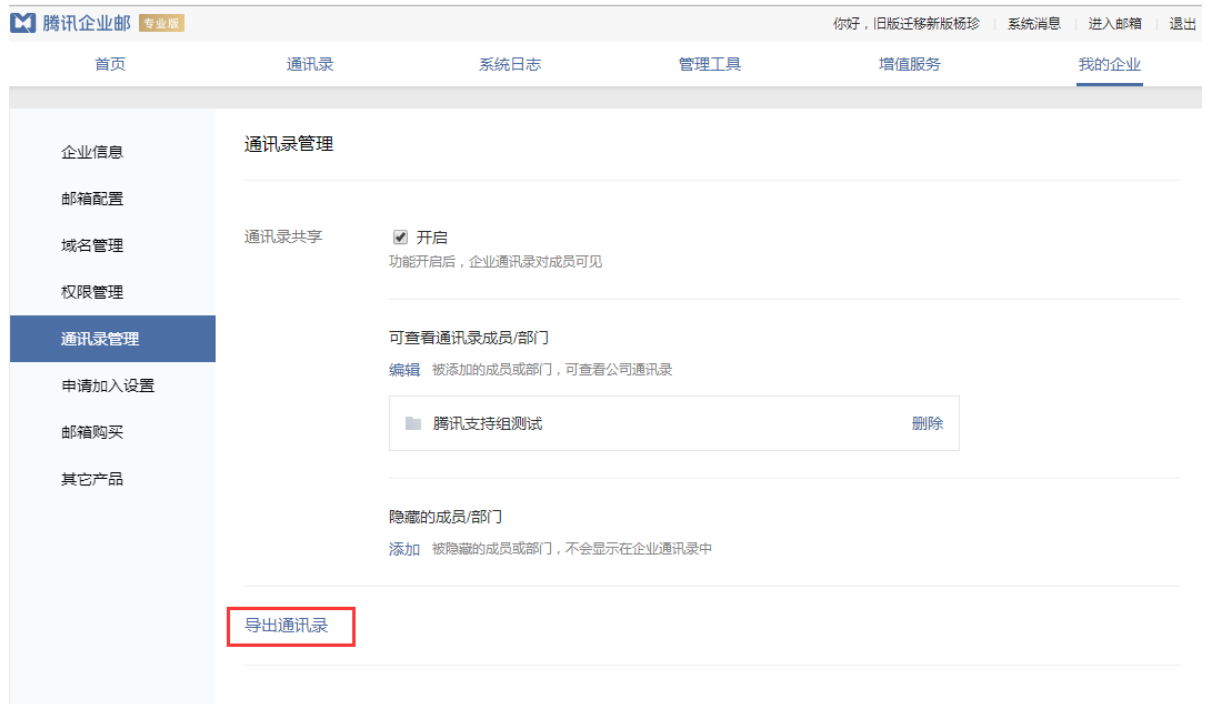 腾讯企业邮 专业版
你好，旧版迁移新版杨珍 系统消息 进入邮箱 退出
首页 通讯录 系统日志 管理工具 增值服务 我的企业
企业信息
邮箱配置
域名管理
权限管理
通讯录管理
申请加入设置
邮箱购买
其它产品
通讯录管理
通讯录共享 开启
功能开启后，企业通讯录对成员可见
可查看通讯录成员/部门
编辑 被添加的成员或部门，可查看公司通讯录
腾讯支持组测试 删除
隐藏的成员/部门
添加 被隐藏的成员或部门，不会显示在企业通讯录中
导出通讯录